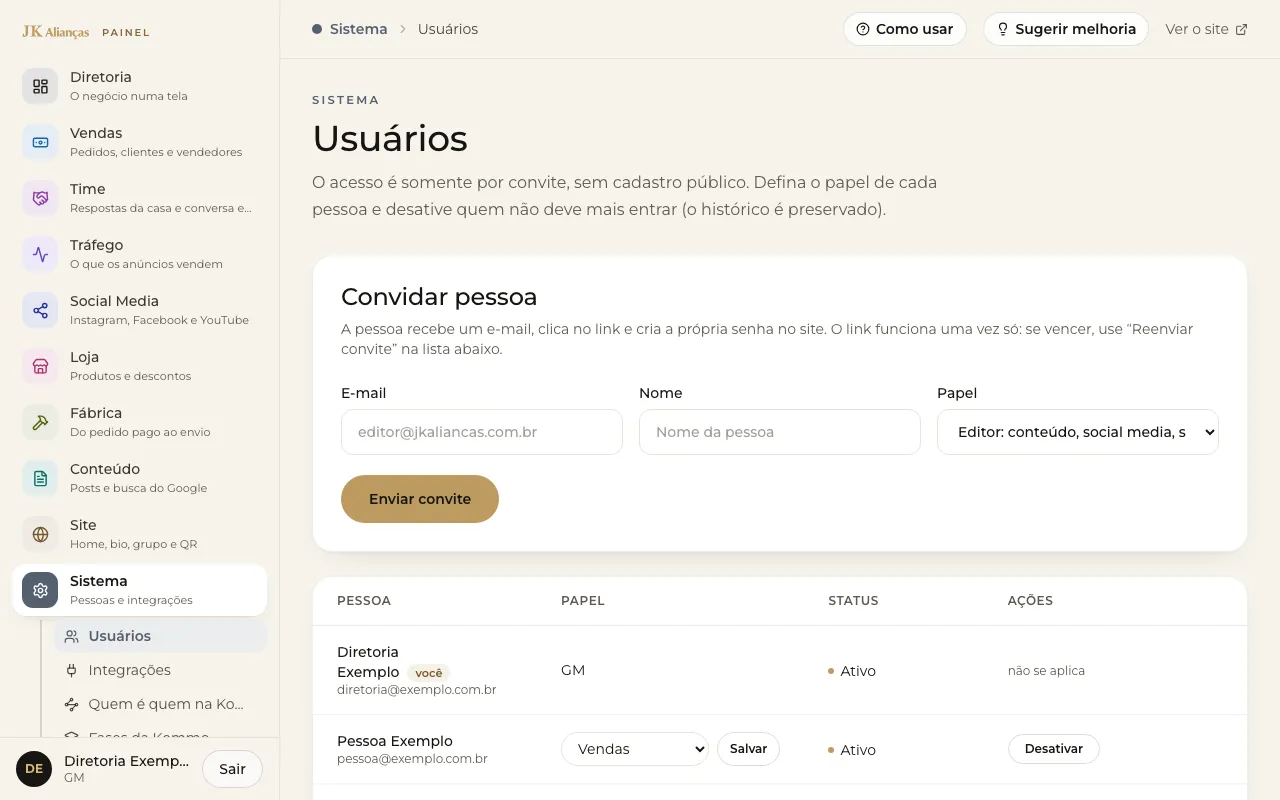 JK Alianças PAINEL
Diretoria
O negócio numa tela
Vendas
Pedidos, clientes e vendedores
Time
Respostas da casa e conversa e...
Tráfego
O que os anúncios vendem
Social Media
Instagram, Facebook e YouTube
Loja
Produtos e descontos
Fábrica
Do pedido pago ao envio
Conteúdo
Posts e busca do Google
Site
Home, bio, grupo e QR
Sistema
Pessoas e integrações
Usuários
Integrações
Quem é quem na Ko...
Fases da Kommo
DE
Diretoria Exemp...
GM
Sair
Sistema > Usuários
Como usar
Sugerir melhoria
Ver o site
SISTEMA
Usuários
O acesso é somente por convite, sem cadastro público. Defina o papel de cada
pessoa e desative quem não deve mais entrar (o histórico é preservado).
Convidar pessoa
A pessoa recebe um e-mail, clica no link e cria a própria senha no site. O link funciona uma vez só: se vencer, use “Reenviar
convite” na lista abaixo.
E-mail Nome Papel
editor@jkaliancas.com.br Nome da pessoa Editor: conteúdo, social media, s
Enviar convite
PESSOA PAPEL STATUS AÇÕES
Diretoria
Exemplo você
diretoria@exemplo.com.br
GM
Ativo
não se aplica
Pessoa Exemplo
pessoa@exemplo.com.br
Vendas
Salvar
Ativo
Desativar